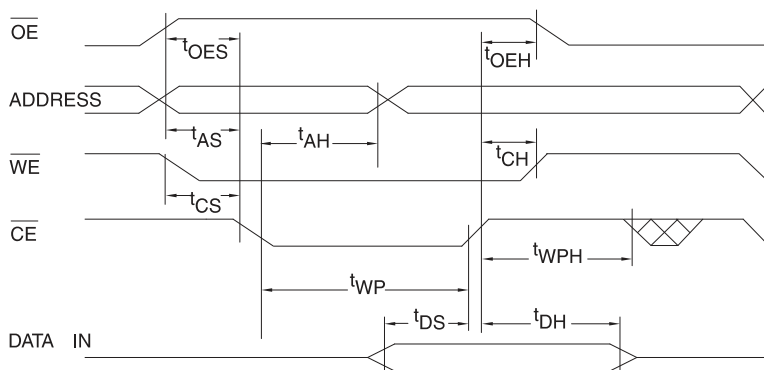 OE
tOES
tOEH
ADDRESS
tAS
tAH
tCH
WE
tCS
CE
tWPH
tWP
tDS
tDH
DATA IN